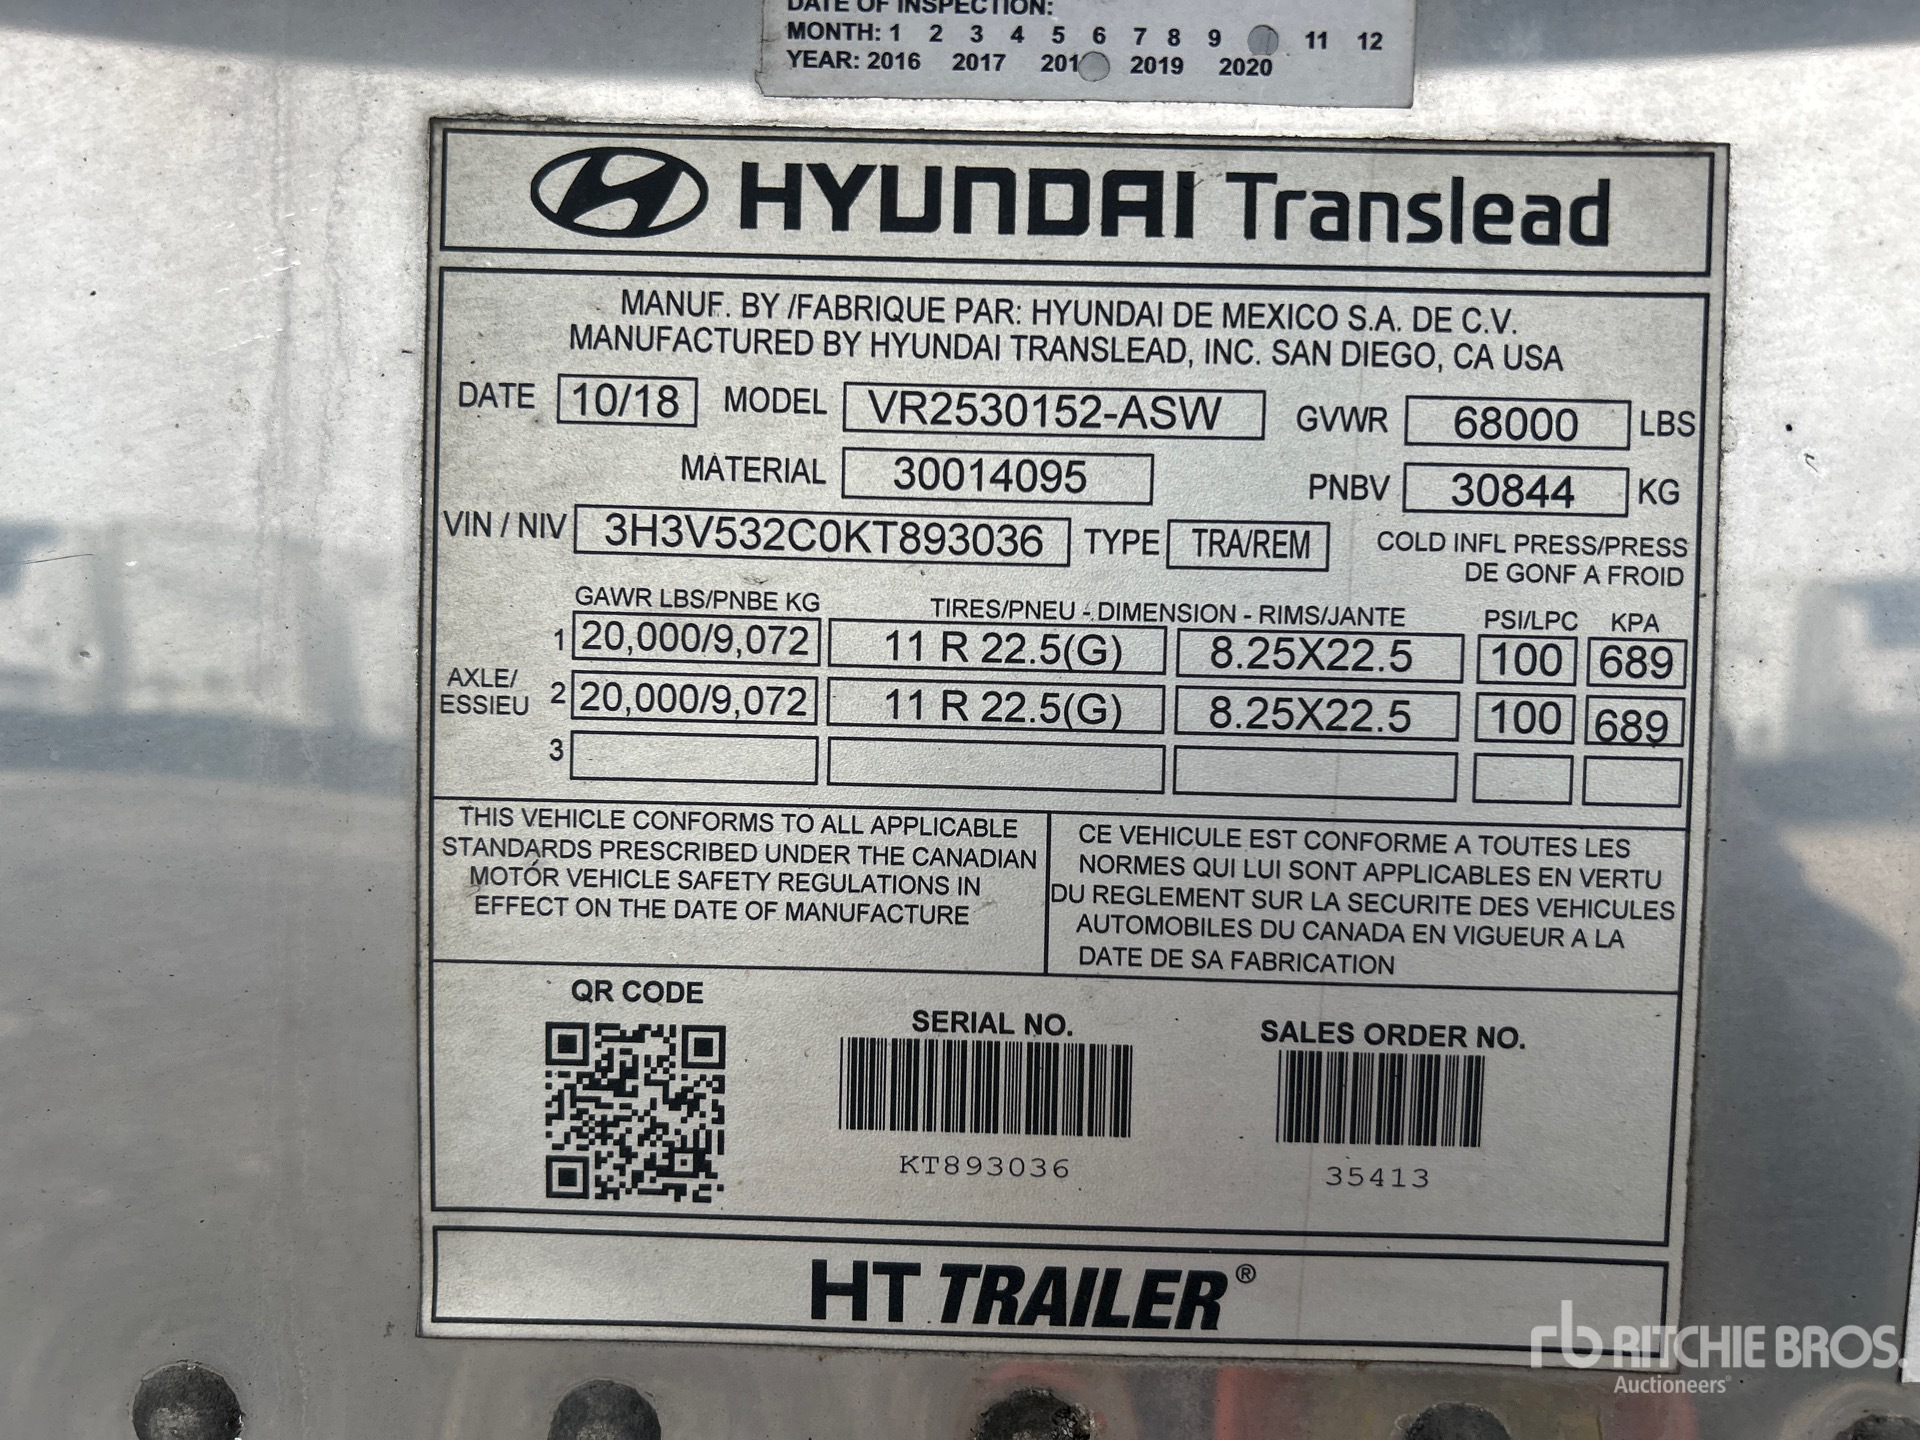 DATE OF INSPECTION:
MONTH: 1 2 3 4 5 6 7 8 9 11 12
YEAR: 2016 2017 201 2019 2020
HYUNDAI Translead
MANUF. BY /FABRIQUE PAR: HYUNDAI DE MEXICO S.A. DE C.V.
MANUFACTURED BY HYUNDAI TRANSLEAD, INC. SAN DIEGO, CA USA
DATE 10/18 MODEL VR2530152-ASW GVWR 68000 LBS
MATERIAL 30014095 PNBV 30844 KG
VIN / NIV 3H3V532C0KT893036 TYPE TRA/REM COLD INFL PRESS/PRESS
DE GONF A FROID
GAWR LBS/PNBE KG TIRES/PNEU - DIMENSION - RIMS/JANTE PSI/LPC KPA
1 20,000/9,072 11 R 22.5(G) 8.25X22.5 100 689
AXLE/
ESSIEU 2 20,000/9,072 11 R 22.5(G) 8.25X22.5 100 689
3
THIS VEHICLE CONFORMS TO ALL APPLICABLE
STANDARDS PRESCRIBED UNDER THE CANADIAN
MOTOR VEHICLE SAFETY REGULATIONS IN
EFFECT ON THE DATE OF MANUFACTURE
CE VEHICULE EST CONFORME A TOUTES LES
NORMES QUI LUI SONT APPLICABLES EN VERTU
DU REGLEMENT SUR LA SECURITE DES VEHICULES
AUTOMOBILES DU CANADA EN VIGUEUR A LA
DATE DE SA FABRICATION
QR CODE
SERIAL NO.
KT893036
SALES ORDER NO.
35413
HT TRAILER®
rb RITCHIE BROS.
Auctioneers